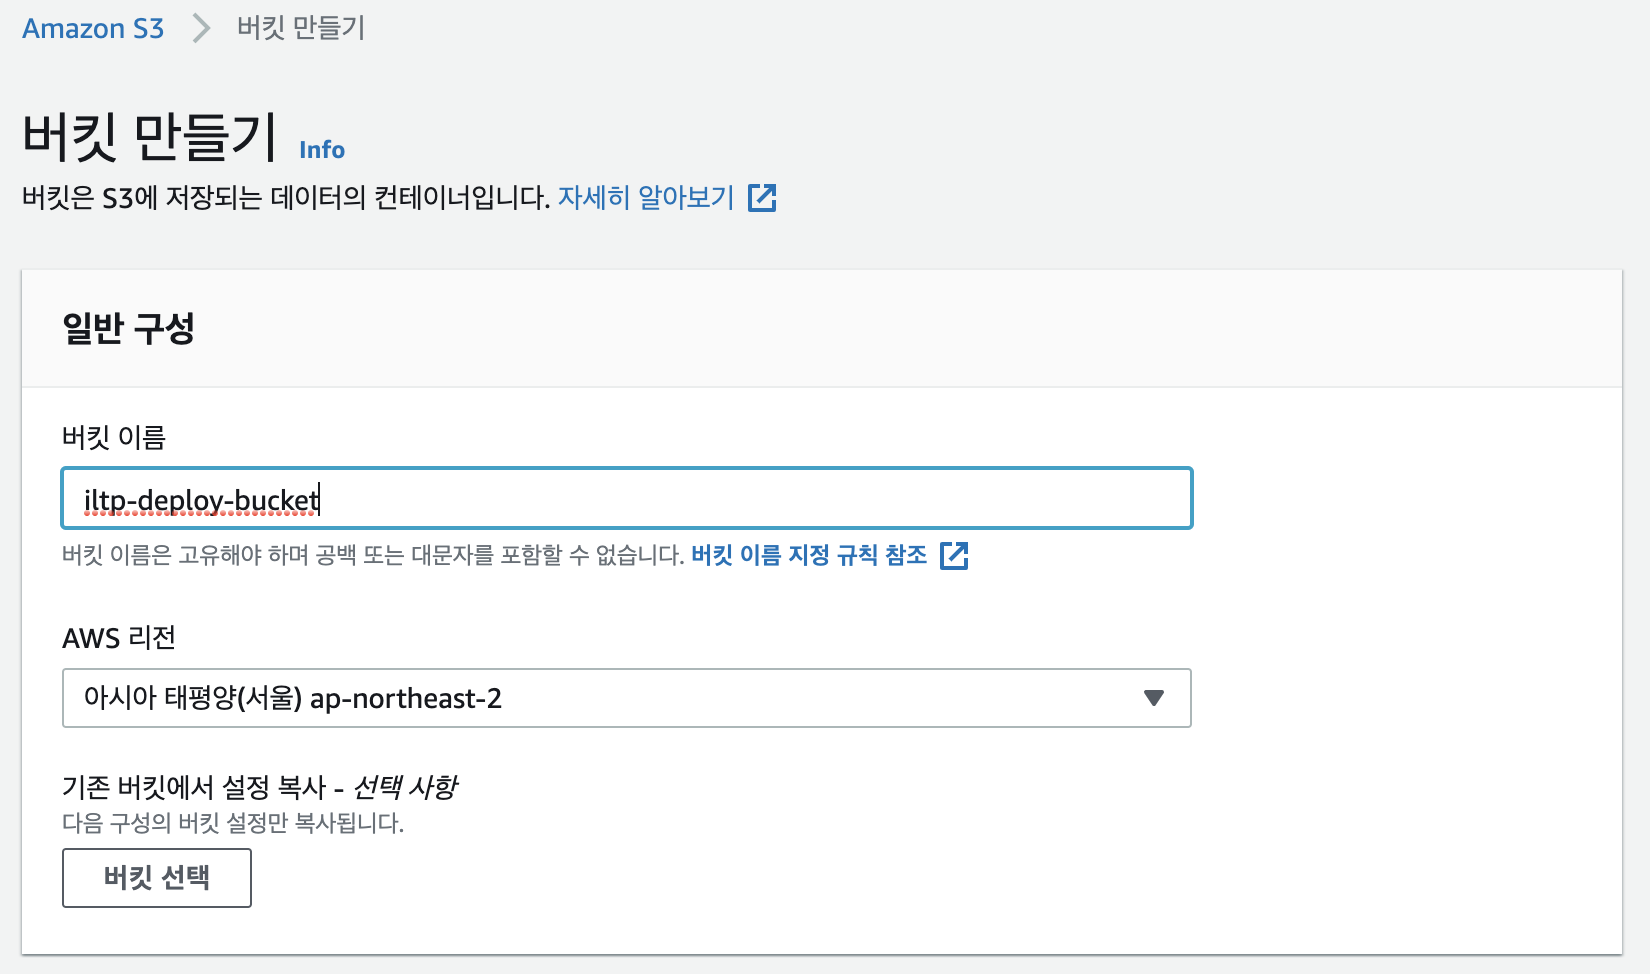 Amazon S3 > 버킷 만들기
버킷 만들기 Info
버킷은 S3에 저장되는 데이터의 컨테이너입니다. 자세히 알아보기
일반 구성
버킷 이름
iltp-deploy-bucket
버킷 이름은 고유해야 하며 공백 또는 대문자를 포함할 수 없습니다. 버킷 이름 지정 규칙 참조
AWS 리전
아시아 태평양(서울) ap-northeast-2
기존 버킷에서 설정 복사 - 선택 사항
다음 구성의 버킷 설정만 복사됩니다.
버킷 선택